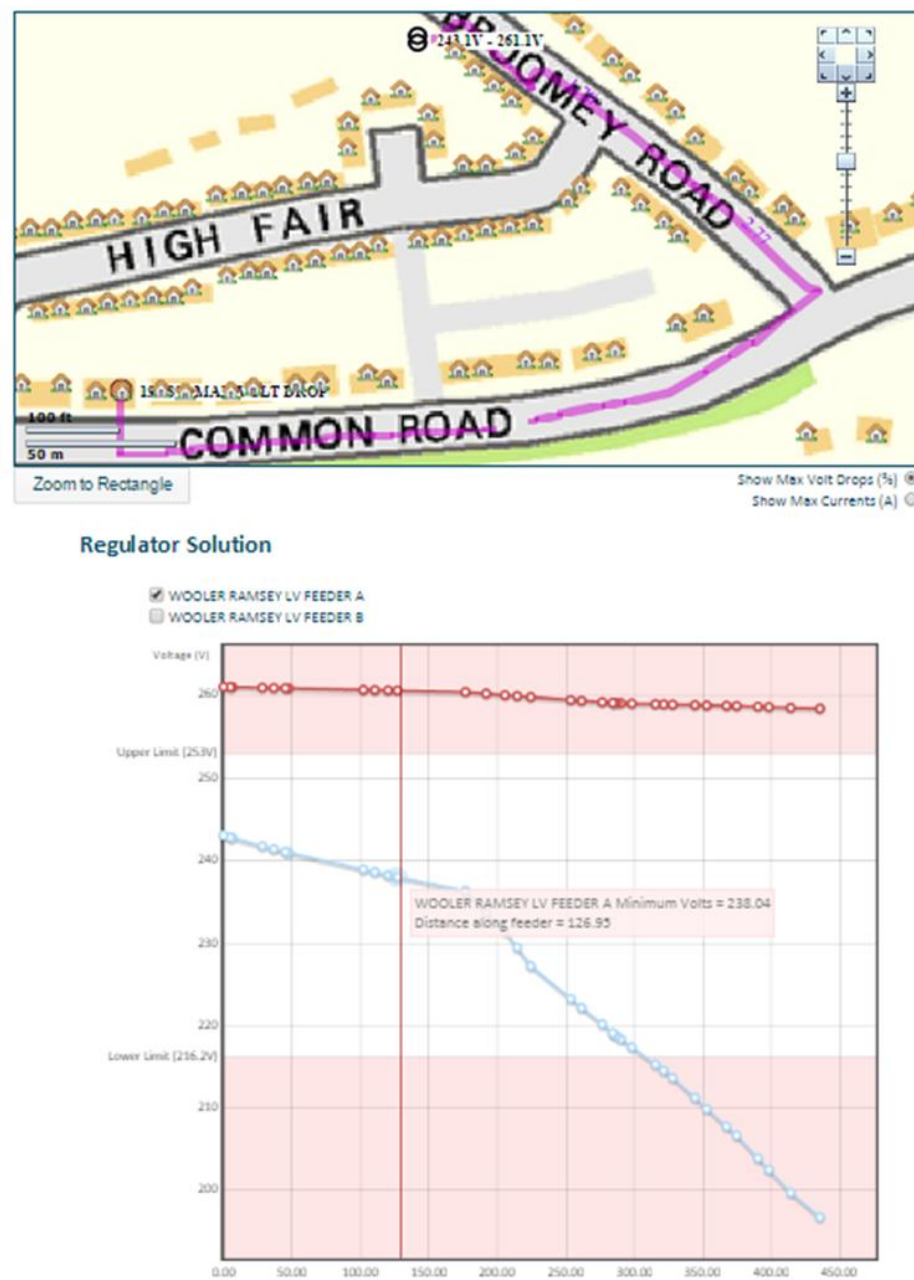 243.1V - 261.1V
BROOMEY ROAD
2.77
HIGH FAIR
DROP
100 ft
50 m
COMMON ROAD
Zoom to Rectangle
Show Max Volt Drops (%)
Show Max Currents (A)
Regulator Solution
WOOLER RAMSEY LV FEEDER A
WOOLER RAMSEY LV FEEDER B
Voltage (V)
260
Upper Limit [253V]
250
240
WOOLER RAMSEY LV FEEDER A Minimum Volts = 238.04
Distance along feeder = 126.95
230
220
Lower Limit [216.2V]
210
200
0.00 50.00 100.00 150.00 200.00 250.00 300.00 350.00 400.00 450.00